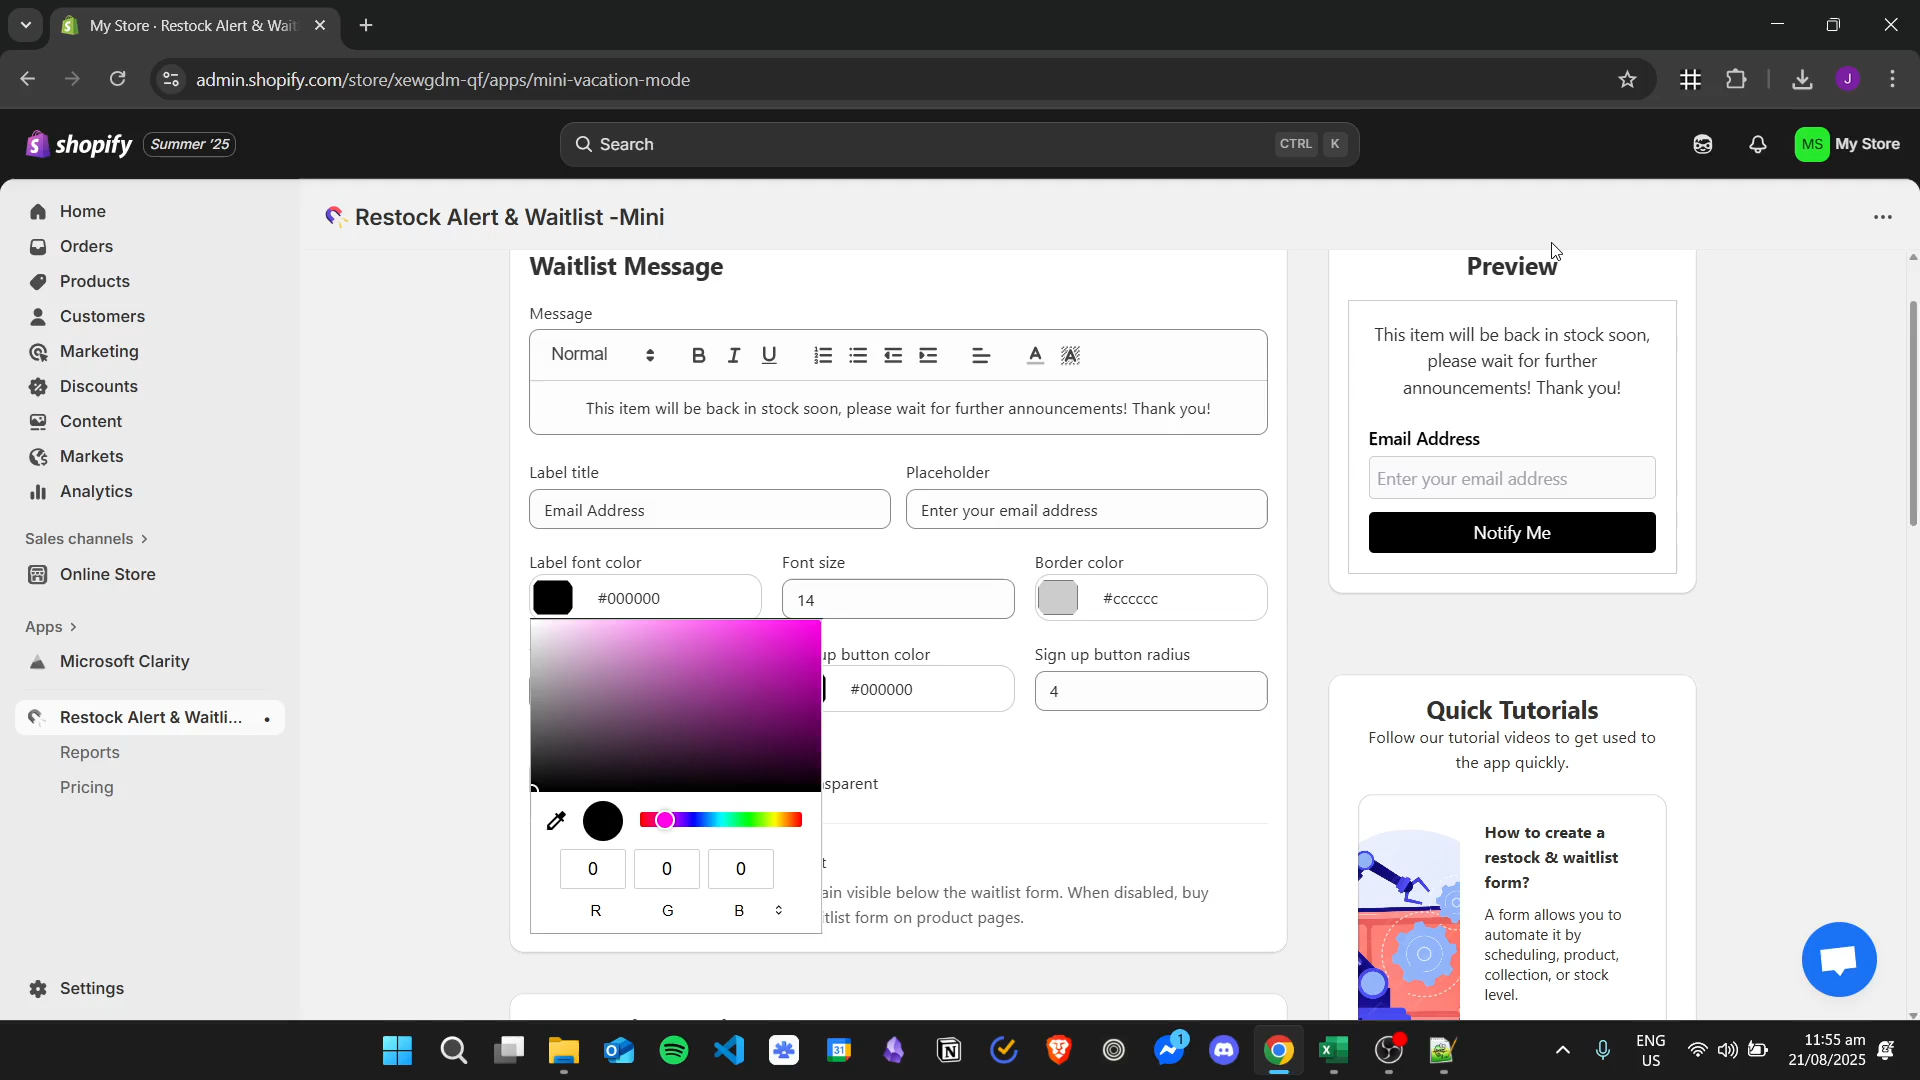 My Store · Restock Alert & Wait
admin.shopify.com/store/xewgdm-qf/apps/mini-vacation-mode
J
shopify
Summer '25
Search
CTRL K
MS
My Store
Home
Orders
Products
Customers
Marketing
Discounts
Content
Markets
Analytics
Sales channels
Online Store
Apps
Microsoft Clarity
Restock Alert & Waitli...
Reports
Pricing
Settings
Restock Alert & Waitlist -Mini
Waitlist Message
Message
Normal
B I U
A A
This item will be back in stock soon, please wait for further announcements! Thank you!
Label title
Placeholder
Email Address
Enter your email address
Label font color
Font size
Border color
#000000
14
#cccccc
up button color
Sign up button radius
#000000
4
sparent
0 0 0
R G B
t
ain visible below the waitlist form. When disabled, buy
itlist form on product pages.
Preview
This item will be back in stock soon,
please wait for further
announcements! Thank you!
Email Address
Enter your email address
Notify Me
Quick Tutorials
Follow our tutorial videos to get used to
the app quickly.
How to create a
restock & waitlist
form?
A form allows you to
automate it by
scheduling, product,
collection, or stock
level.
31
1
ENG
US
11:55 am
21/08/2025